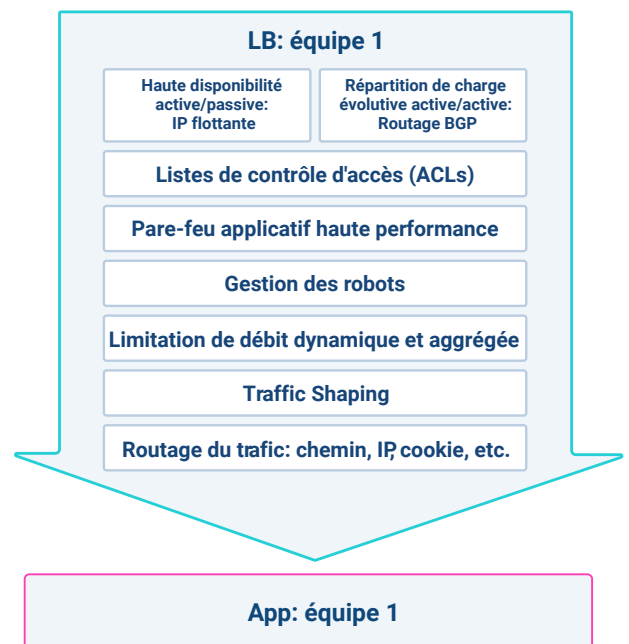 LB: équipe 1
Haute disponibilité
active/passive:
IP flottante
Répartition de charge
évolutive active/active:
Routage BGP
Listes de contrôle d'accès (ACLs)
Pare-feu applicatif haute performance
Gestion des robots
Limitation de débit dynamique et aggrégée
Traffic Shaping
Routage du trafic: chemin, IP, cookie, etc.
App: équipe 1